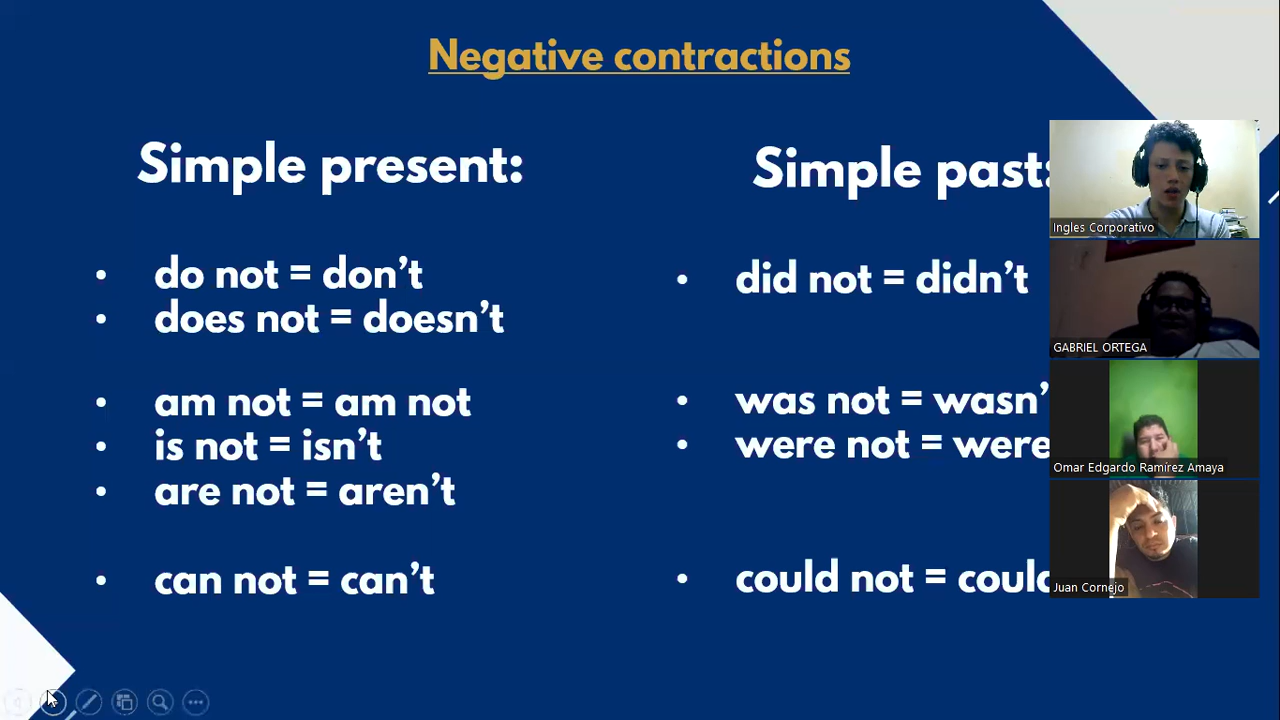 Negative contractions
Simple present:
do not = don't
does not = doesn't
am not = am not
is not = isn't
are not = aren't
can not = can't
Simple past:
did not = didn't
was not = wasn'
were not = were
could not =
Ingles Corporativo
GABRIEL ORTEGA
Omar Edgardo Ramírez Amaya
Juan Cornejo